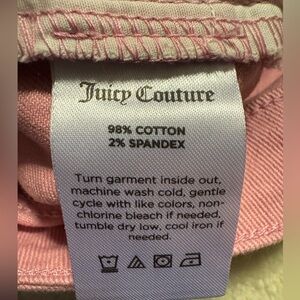 Juicy Couture
98% COTTON
2% SPANDEX
Turn garment inside out,
machine wash cold, gentle
cycle with like colors, non-
chlorine bleach if needed,
tumble dry low, cool iron if
needed.